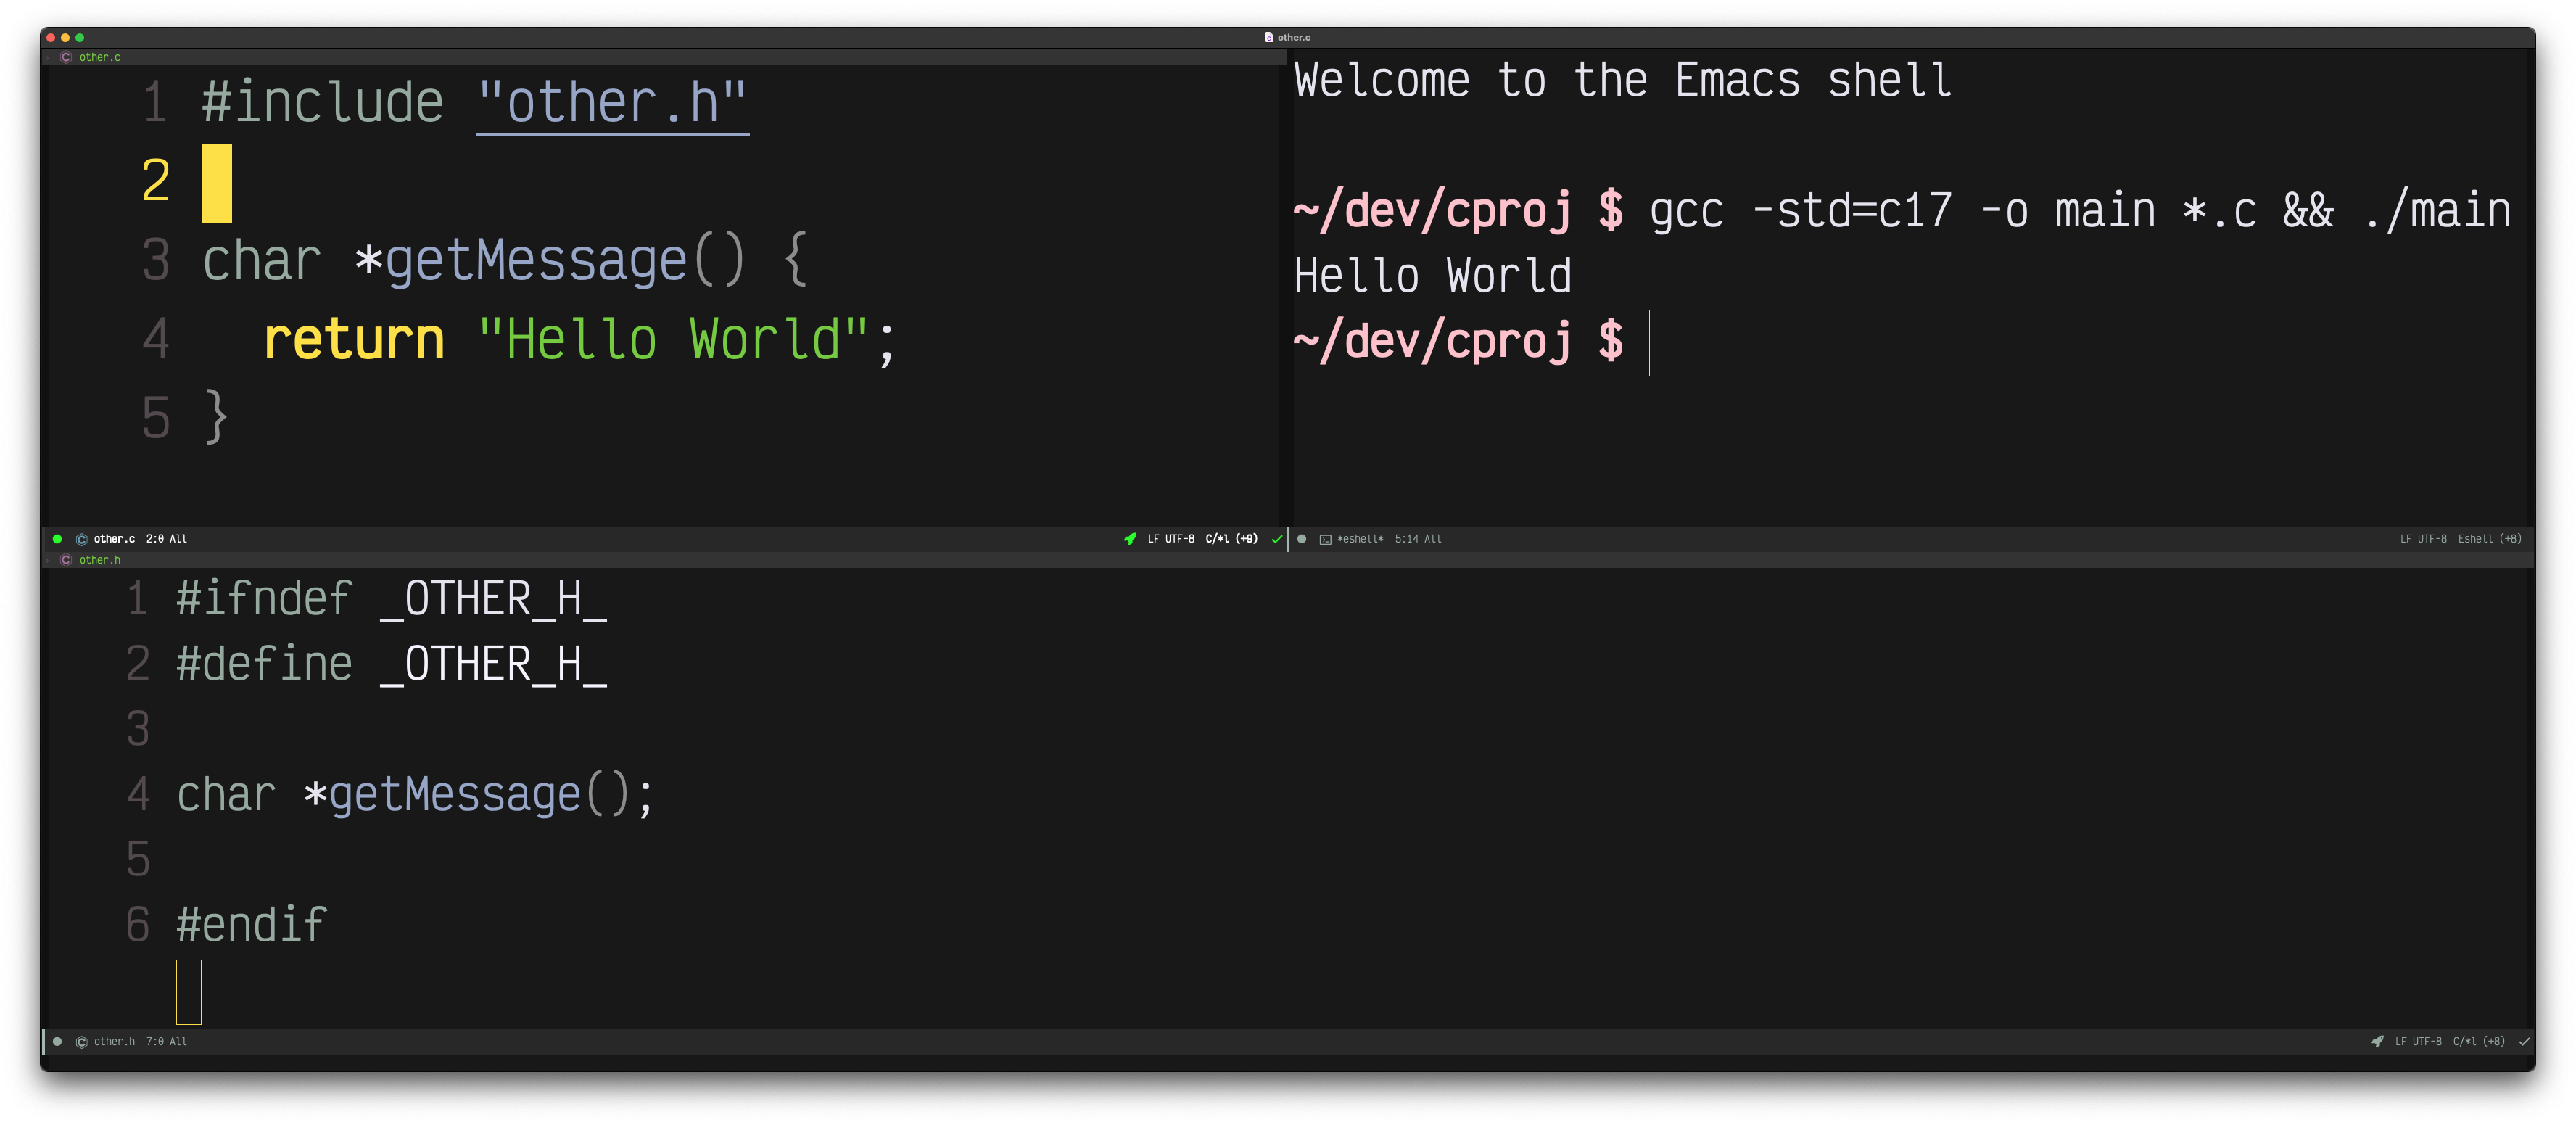 other.c
other.c
1 #include "other.h"
2
3 char *getMessage() {
4   return "Hello World";
5 }
other.c 2:0 All LF UTF-8 C/*l (+9)
Welcome to the Emacs shell
~/dev/cproj $ gcc -std=c17 -o main *.c && ./main
Hello World
~/dev/cproj $
*eshell* 5:14 All LF UTF-8 Eshell (+8)
other.h
1 #ifndef _OTHER_H_
2 #define _OTHER_H_
3
4 char *getMessage();
5
6 #endif
other.h 7:0 All LF UTF-8 C/*l (+8)